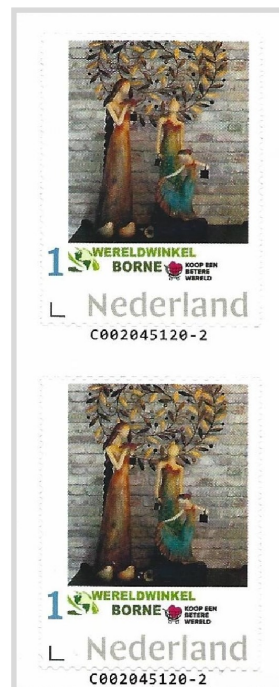 1 WERELDWINKEL
BORNE KOOP EEN
BETERE
WERELD
Nederland
C002045120-2
1 WERELDWINKEL
BORNE KOOP EEN
BETERE
WERELD
Nederland
C002045120-2